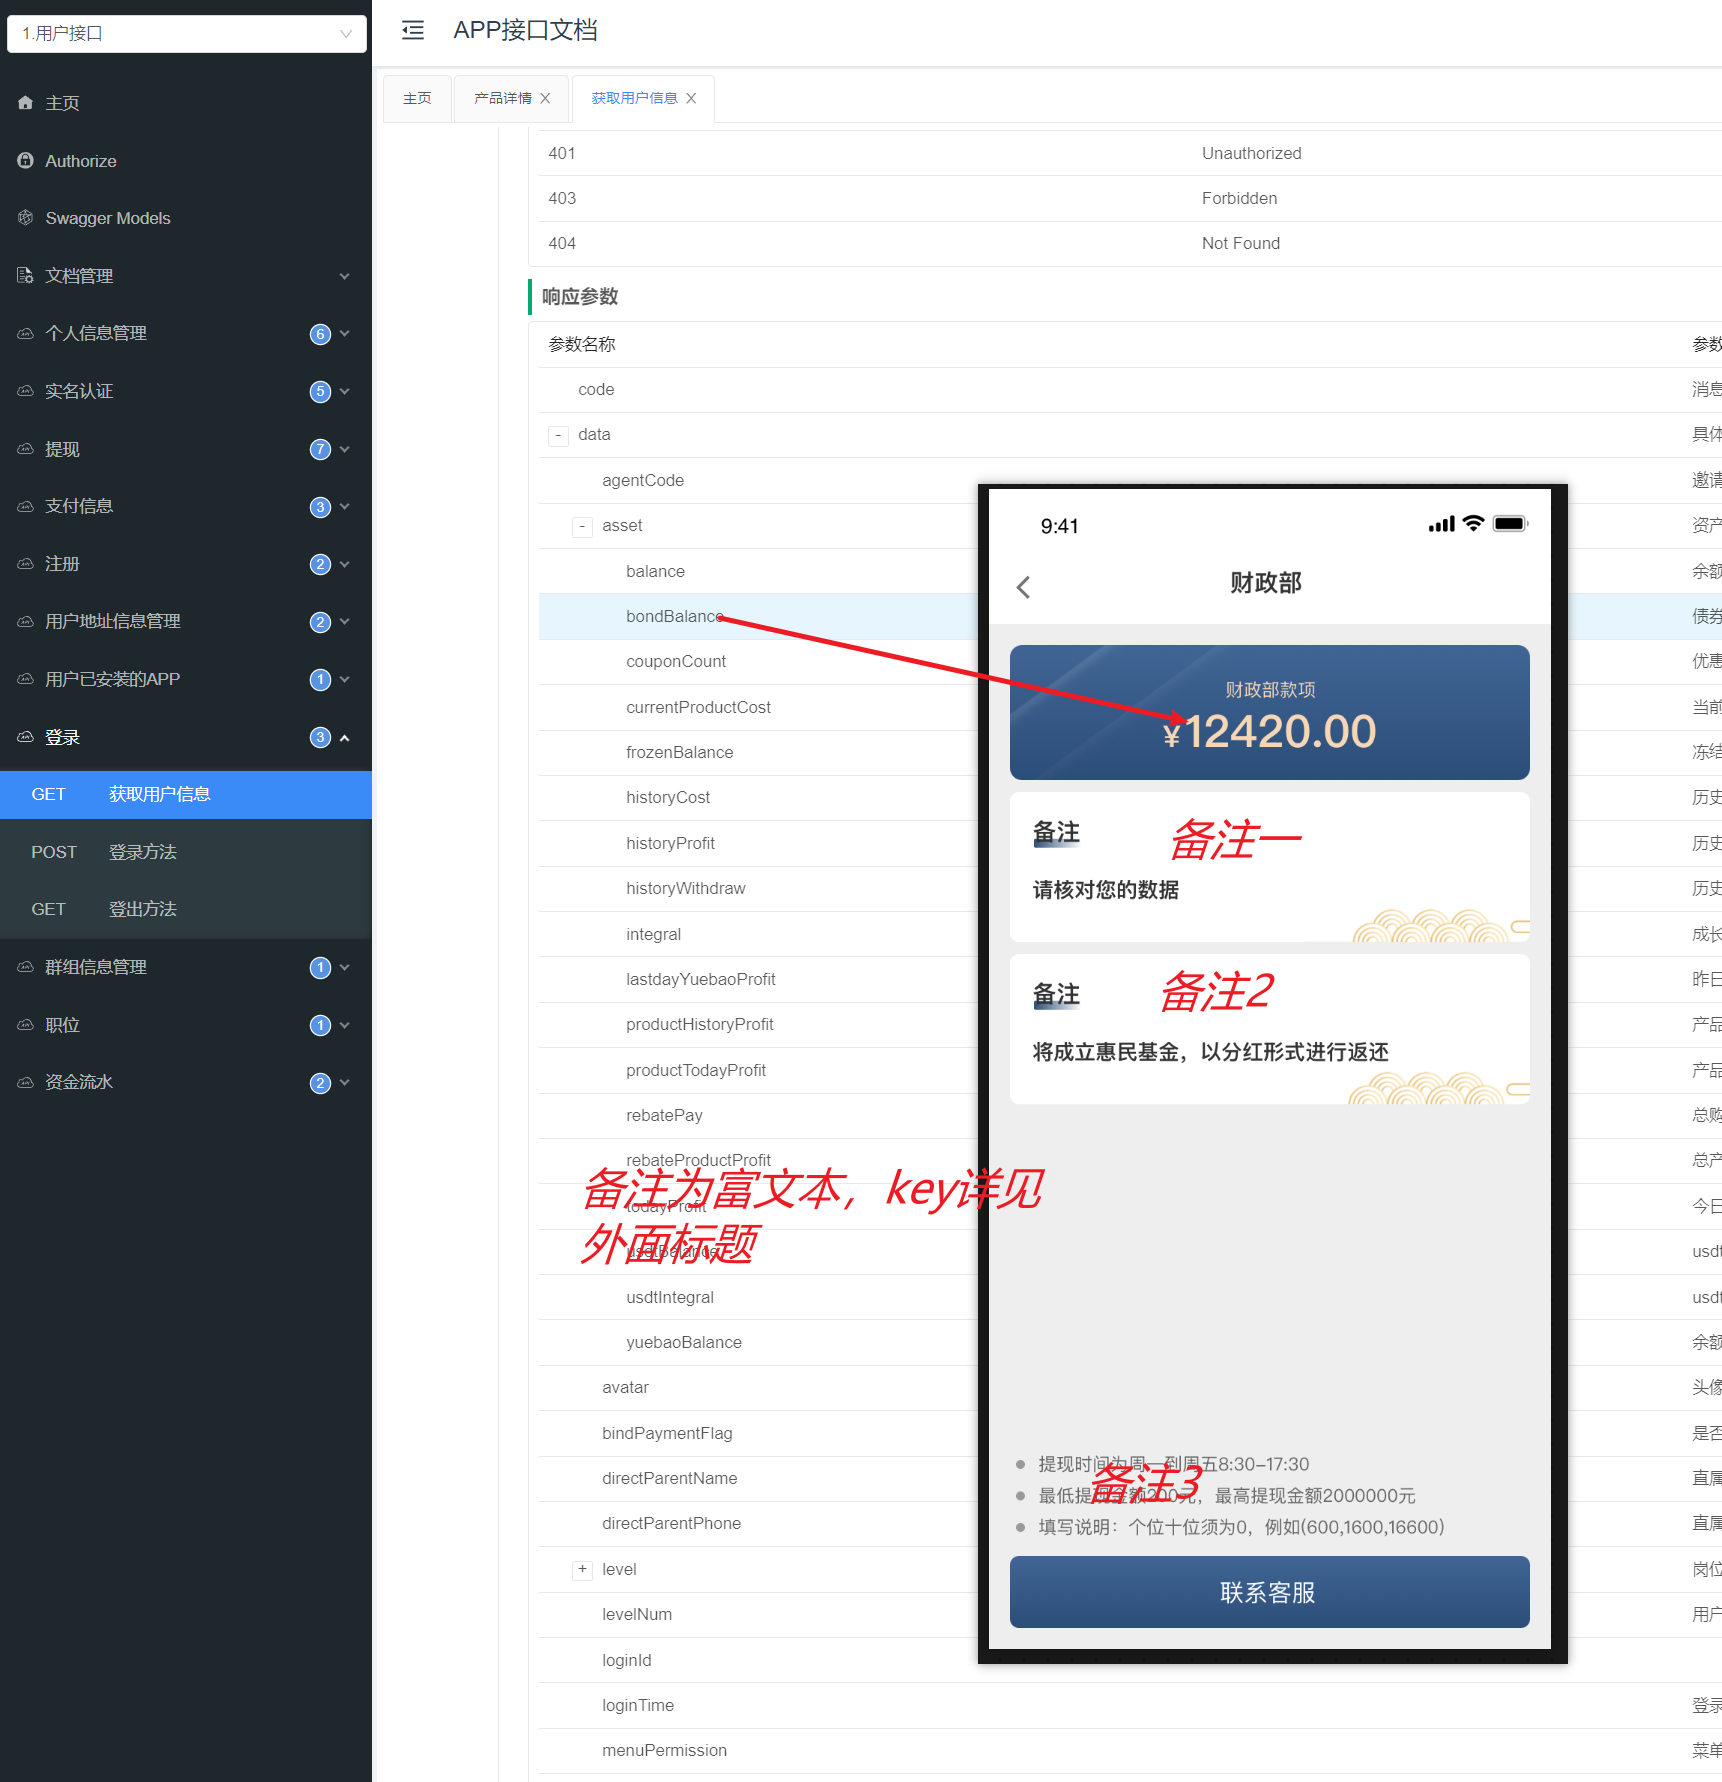 1.用户接口
APP接口文档
主页
产品详情
获取用户信息
主页
Authorize
Swagger Models
文档管理
个人信息管理 6
实名认证 5
提现 7
支付信息 3
注册 2
用户地址信息管理 2
用户已安装的APP 1
登录 3
GET 获取用户信息
POST 登录方法
GET 登出方法
群组信息管理 1
职位 1
资金流水 2
401 Unauthorized
403 Forbidden
404 Not Found
响应参数
参数名称 参数
code 消息
- data 具体
agentCode 邀请
- asset 资产
balance 余额
bondBalance 债券
couponCount 优惠
currentProductCost 当前
frozenBalance 冻结
historyCost 历史
historyProfit 历史
historyWithdraw 历史
integral 成长
lastdayYuebaoProfit 昨日
productHistoryProfit 产品
productTodayProfit 产品
rebatePay 总购
rebateProductProfit 总产
todayProfit 今日
usdtBalance usdt
usdtIntegral usdt
yuebaoBalance 余额
avatar 头像
bindPaymentFlag 是否
directParentName 直属
directParentPhone 直属
+ level 岗位
levelNum 用户
loginId
loginTime 登录
menuPermission 菜单
备注为富文本，key详见
外面标题
9:41
财政部
财政部款项
¥12420.00
备注
备注一
请核对您的数据
备注
备注2
将成立惠民基金，以分红形式进行返还
提现时间为周一到周五8:30-17:30
备注3
最低提现金额200元，最高提现金额2000000元
填写说明：个位十位须为0，例如(600,1600,16600)
联系客服